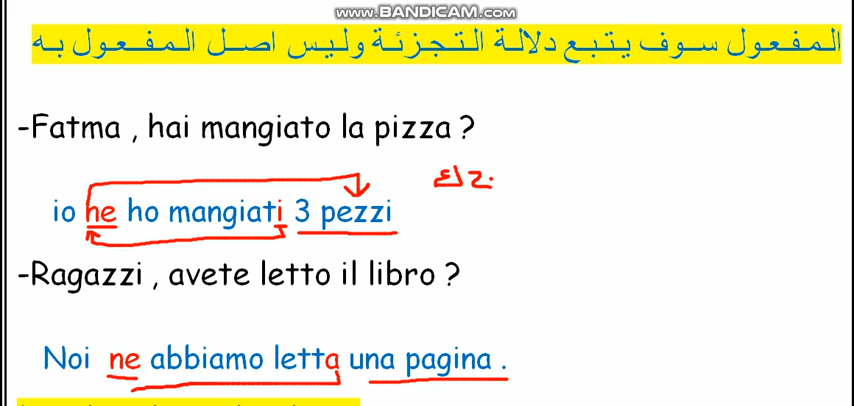 www.BANDICAM.com
المفعول سوف يتبع دلالة التجزئة وليس اصل المفعول به
-Fatma , hai mangiato la pizza ?
io ne ho mangiati 3 pezzi
-Ragazzi , avete letto il libro ?
Noi ne abbiamo letta una pagina .